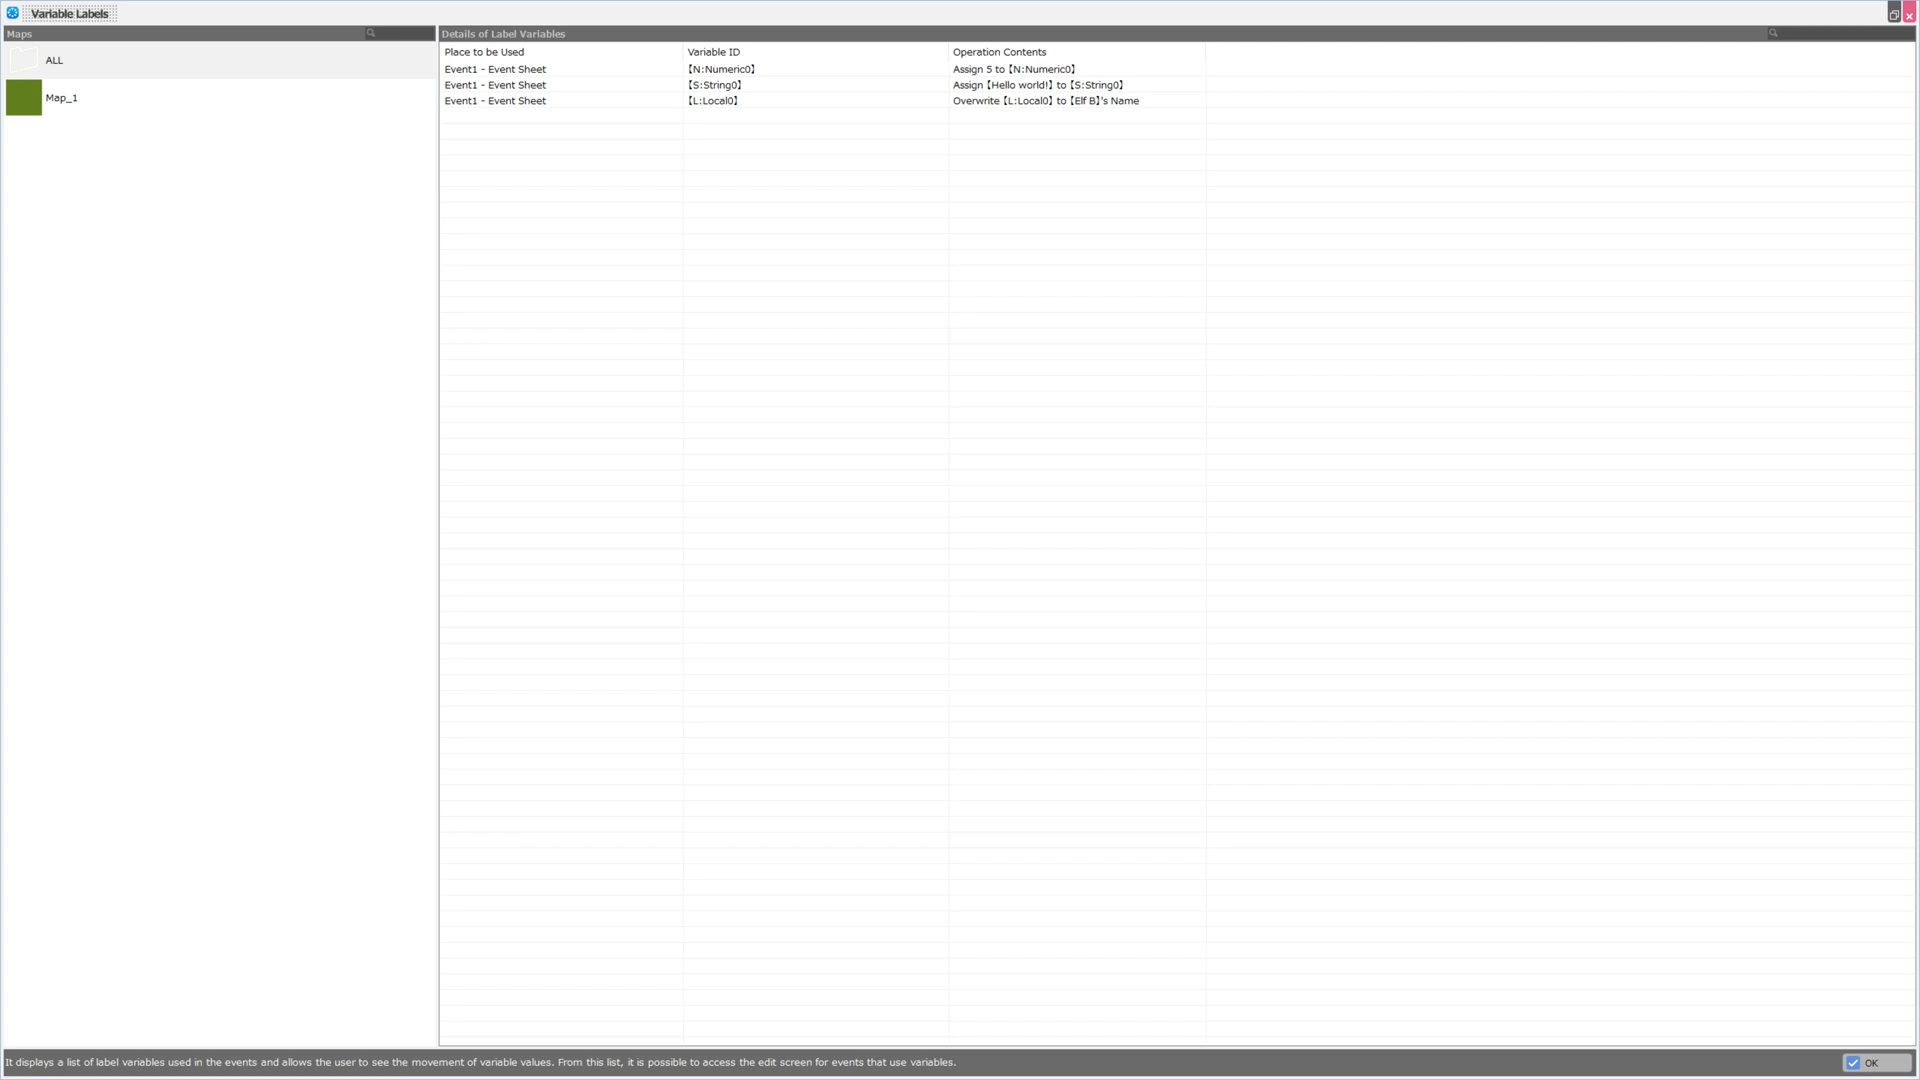 Variable Labels
Maps
ALL
Map_1
Details of Label Variables
Place to be Used Variable ID Operation Contents
Event1 - Event Sheet 【N:Numeric0】 Assign 5 to 【N:Numeric0】
Event1 - Event Sheet 【S:String0】 Assign 【Hello world!】 to 【S:String0】
Event1 - Event Sheet 【L:Local0】 Overwrite 【L:Local0】 to 【Elf B】's Name
It displays a list of label variables used in the events and allows the user to see the movement of variable values. From this list, it is possible to access the edit screen for events that use variables.
OK